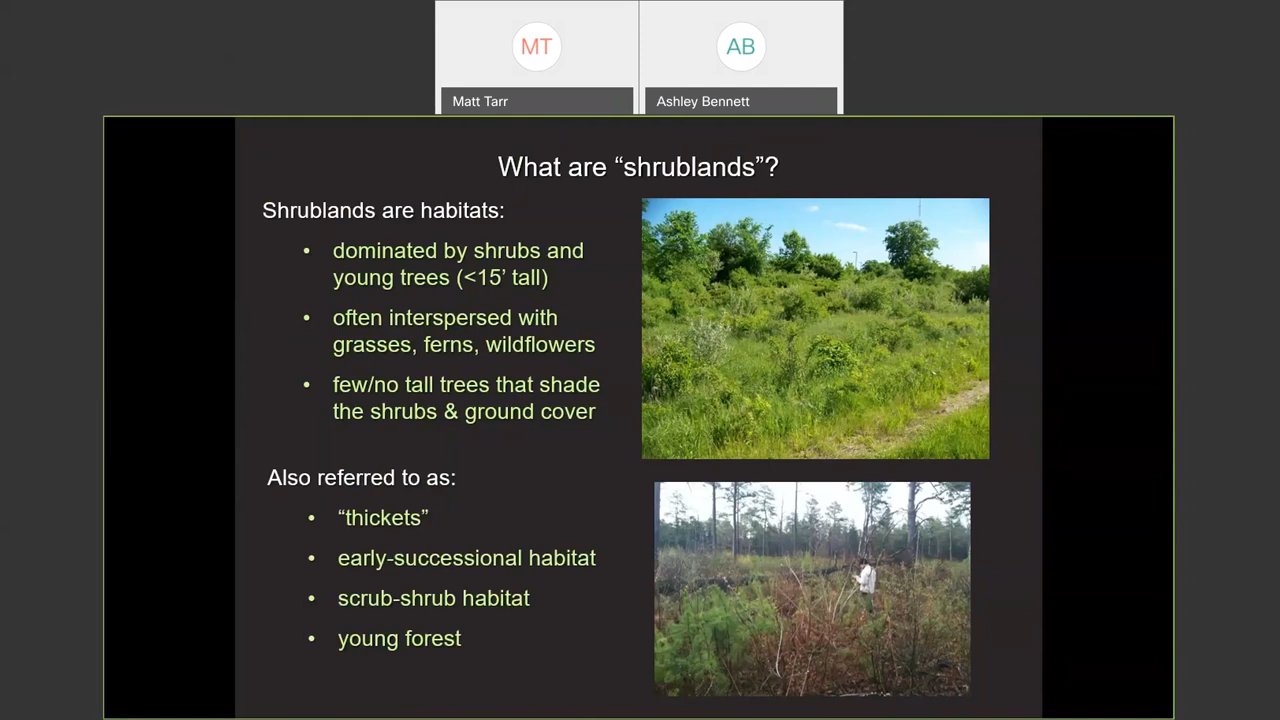 MT
AB
Matt Tarr
Ashley Bennett
What are “shrublands”?
Shrublands are habitats:
• dominated by shrubs and
young trees (<15’ tall)
• often interspersed with
grasses, ferns, wildflowers
• few/no tall trees that shade
the shrubs & ground cover
Also referred to as:
• “thickets”
• early-successional habitat
• scrub-shrub habitat
• young forest